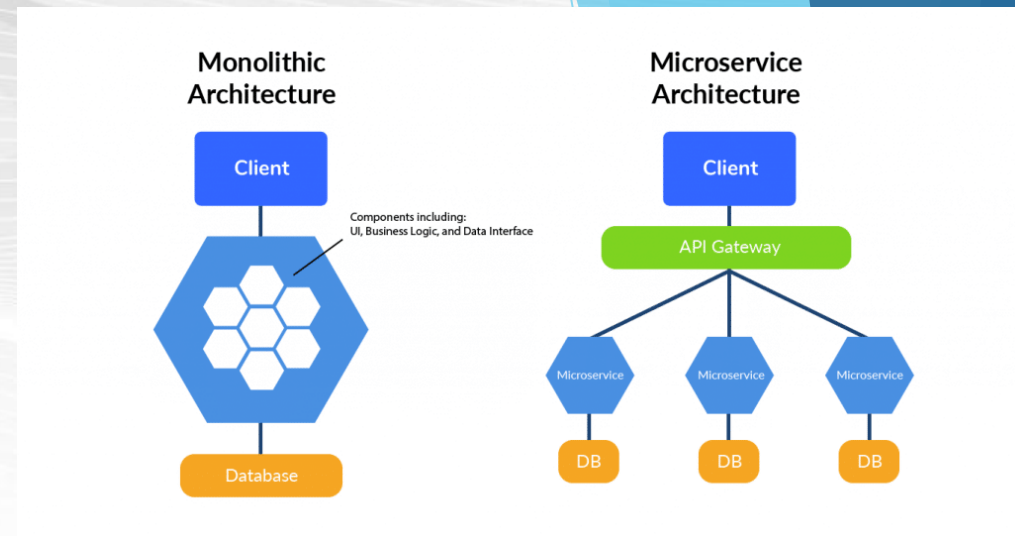 Monolithic
Architecture
Client
Components including:
UI, Business Logic, and Data Interface
Database
Microservice
Architecture
Client
API Gateway
Microservice
Microservice
Microservice
DB
DB
DB